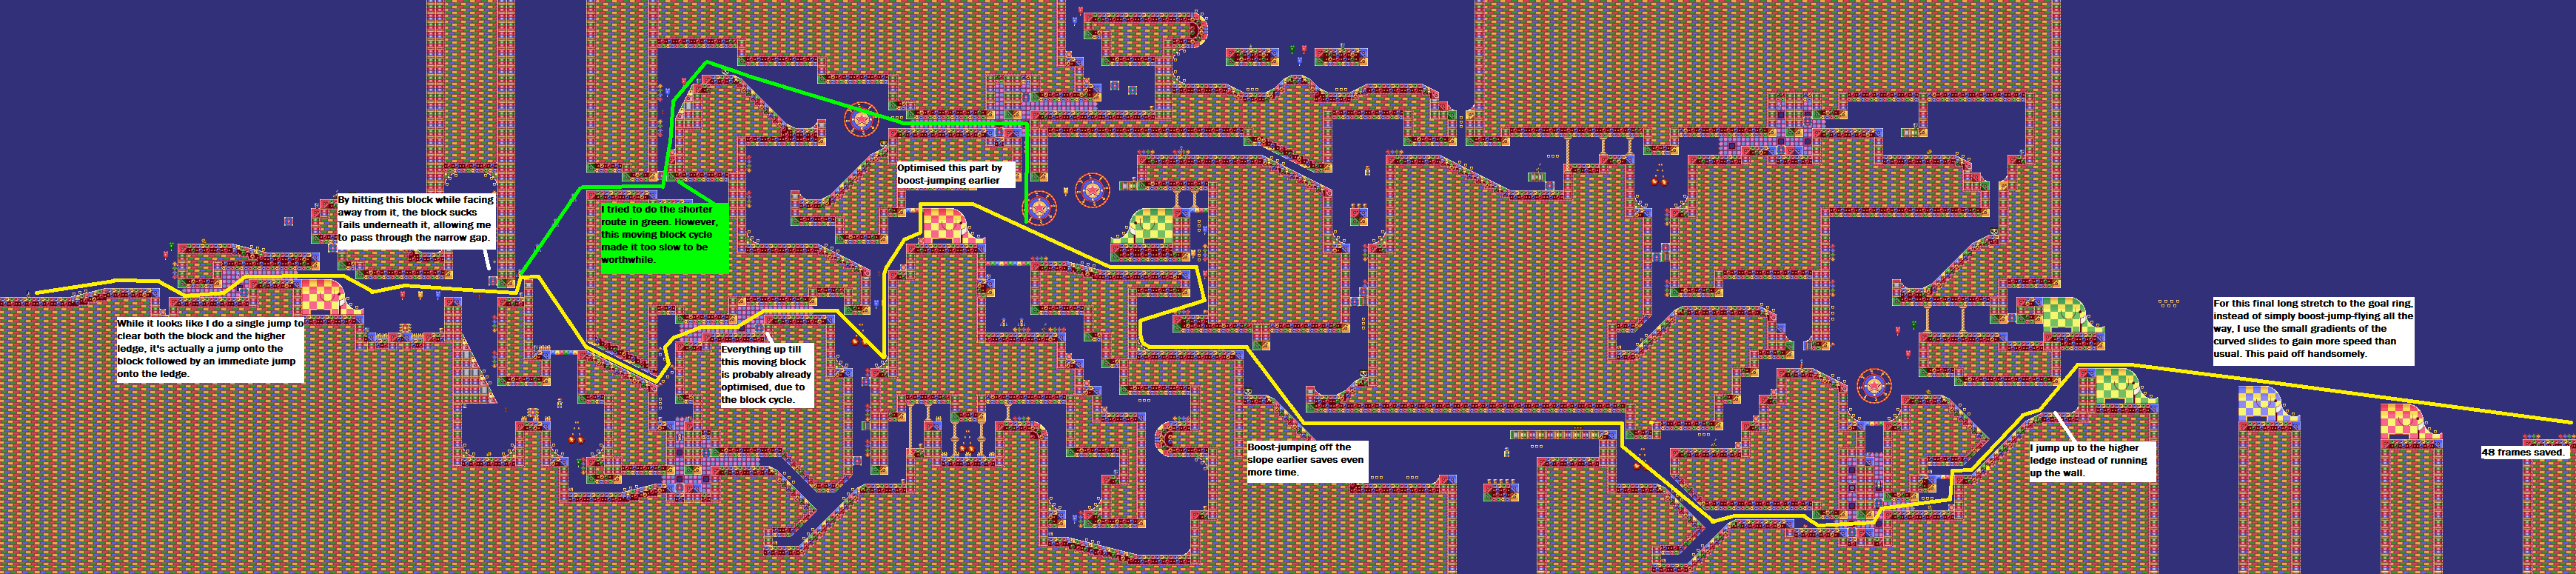 By hitting this block while facing
away from it, the block sucks
Tails underneath it, allowing me
to pass through the narrow gap.
While it looks like I do a single jump to
clear both the block and the higher
ledge, it's actually a jump onto the
block followed by an immediate jump
onto the ledge.
I tried to do the shorter
route in green. However,
this moving block cycle
made it too slow to be
worthwhile.
Everything up till
this moving block
is probably already
optimised, due to
the block cycle.
Optimised this part by
boost-jumping earlier
Boost-jumping off the
slope earlier saves even
more time.
I jump up to the higher
ledge instead of running
up the wall.
For this final long stretch to the goal ring,
instead of simply boost-jump-flying all the
way, I use the small gradients of the
curved slides to gain more speed than
usual. This paid off handsomely.
48 frames saved.